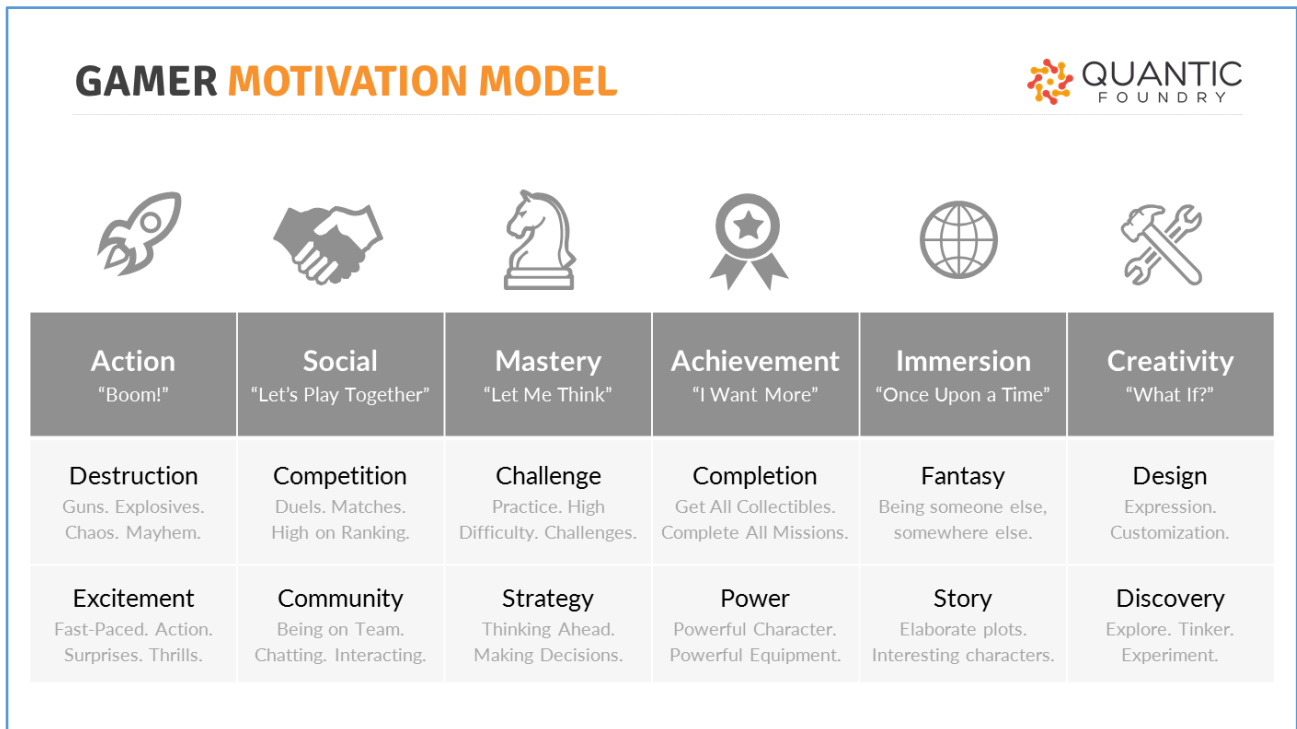 GAMER MOTIVATION MODEL
QUANTIC
FOUNDRY
Action
“Boom!”
Social
“Let’s Play Together”
Mastery
“Let Me Think”
Achievement
“I Want More”
Immersion
“Once Upon a Time”
Creativity
“What If?”
Destruction
Guns. Explosives.
Chaos. Mayhem.
Competition
Duels. Matches.
High on Ranking.
Challenge
Practice. High
Difficulty. Challenges.
Completion
Get All Collectibles.
Complete All Missions.
Fantasy
Being someone else,
somewhere else.
Design
Expression.
Customization.
Excitement
Fast-Paced. Action.
Surprises. Thrills.
Community
Being on Team.
Chatting. Interacting.
Strategy
Thinking Ahead.
Making Decisions.
Power
Powerful Character.
Powerful Equipment.
Story
Elaborate plots.
Interesting characters.
Discovery
Explore. Tinker.
Experiment.